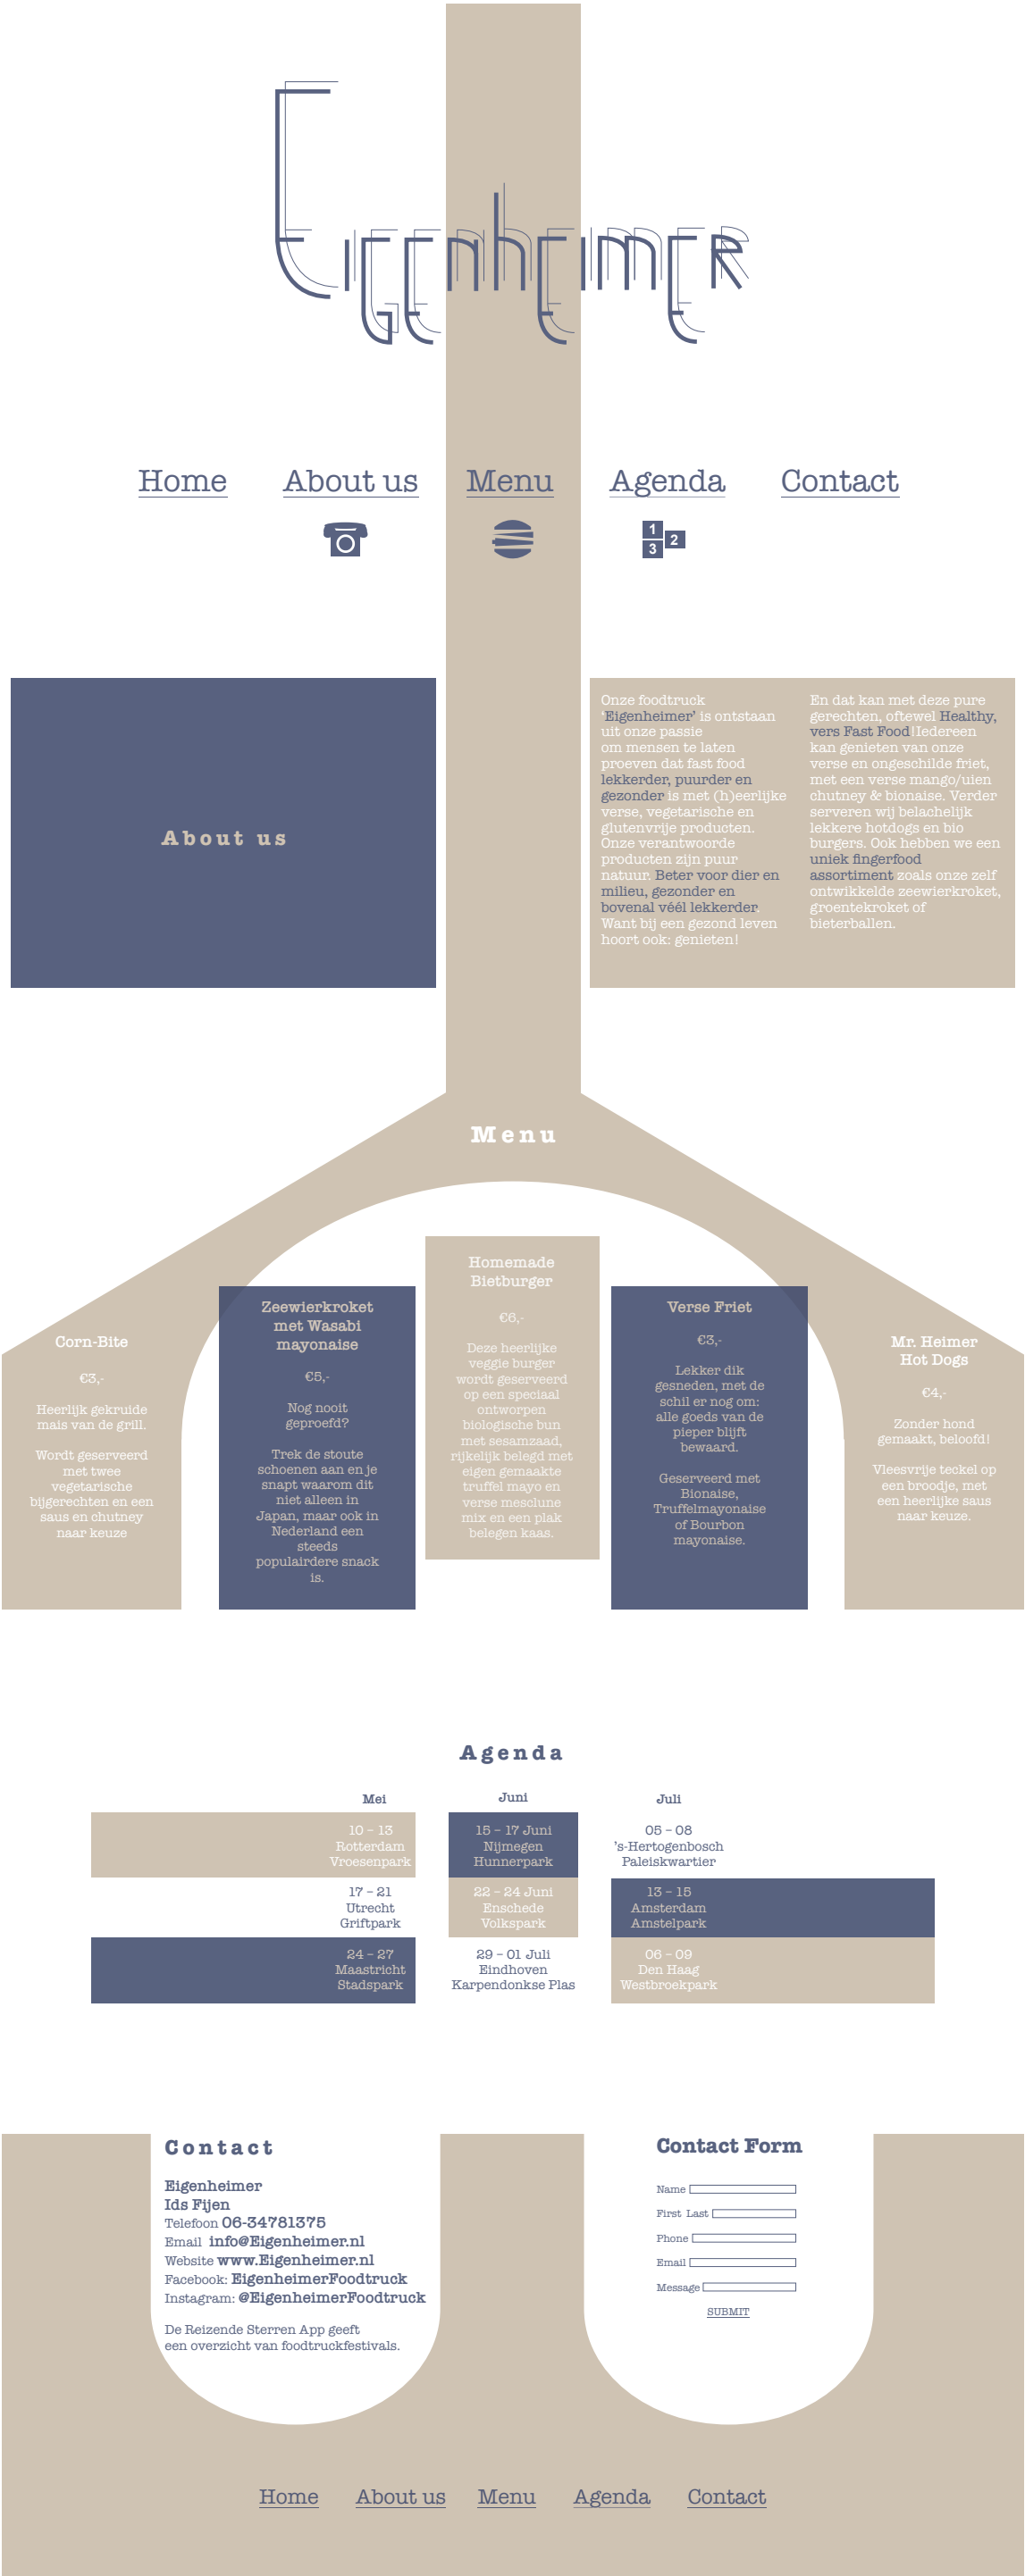 Eigenheimer
Home
About us
Menu
Agenda
Contact
1
2
3
About us
Onze foodtruck
'Eigenheimer' is ontstaan
uit onze passie
om mensen te laten
proeven dat fast food
lekkerder, puurder en
gezonder is met (h)eerlijke
verse, vegetarische en
glutenvrije producten.
Onze verantwoorde
producten zijn puur
natuur. Beter voor dier en
milieu, gezonder en
bovenal véél lekkerder.
Want bij een gezond leven
hoort ook: genieten!
En dat kan met deze pure
gerechten, oftewel Healthy,
vers Fast Food!Iedereen
kan genieten van onze
verse en ongeschilde friet,
met een verse mango/uien
chutney & bionaise. Verder
serveren wij belachelijk
lekkere hotdogs en bio
burgers. Ook hebben we een
uniek fingerfood
assortiment zoals onze zelf
ontwikkelde zeewierkroket,
groentekroket of
bieterballen.
Menu
Corn-Bite
€3,-
Heerlijk gekruide
mais van de grill.
Wordt geserveerd
met twee
vegetarische
bijgerechten en een
saus en chutney
naar keuze
Zeewierkroket
met Wasabi
mayonaise
€5,-
Nog nooit
geproefd?
Trek de stoute
schoenen aan en je
snapt waarom dit
niet alleen in
Japan, maar ook in
Nederland een
steeds
populairdere snack
is.
Homemade
Bietburger
€6,-
Deze heerlijke
veggie burger
wordt geserveerd
op een speciaal
ontworpen
biologische bun
met sesamzaad,
rijkelijk belegd met
eigen gemaakte
truffel mayo en
verse mesclune
mix en een plak
belegen kaas.
Verse Friet
€3,-
Lekker dik
gesneden, met de
schil er nog om:
alle goeds van de
pieper blijft
bewaard.
Geserveerd met
Bionaise,
Truffelmayonaise
of Bourbon
mayonaise.
Mr. Heimer
Hot Dogs
€4,-
Zonder hond
gemaakt, beloofd!
Vleesvrije teckel op
een broodje, met
een heerlijke saus
naar keuze.
Agenda
Mei
10 – 13
Rotterdam
Vroesenpark
17 – 21
Utrecht
Griftpark
24 – 27
Maastricht
Stadspark
Juni
15 – 17 Juni
Nijmegen
Hunnerpark
22 – 24 Juni
Enschede
Volkspark
29 – 01 Juli
Eindhoven
Karpendonkse Plas
Juli
05 – 08
's-Hertogenbosch
Paleiskwartier
13 – 15
Amsterdam
Amstelpark
06 – 09
Den Haag
Westbroekpark
Contact
Eigenheimer
Ids Fijen
Telefoon 06-34781375
Email info@Eigenheimer.nl
Website www.Eigenheimer.nl
Facebook: EigenheimerFoodtruck
Instagram: @EigenheimerFoodtruck
De Reizende Sterren App geeft
een overzicht van foodtruckfestivals.
Contact Form
Name
First Last
Phone
Email
Message
SUBMIT
Home
About us
Menu
Agenda
Contact